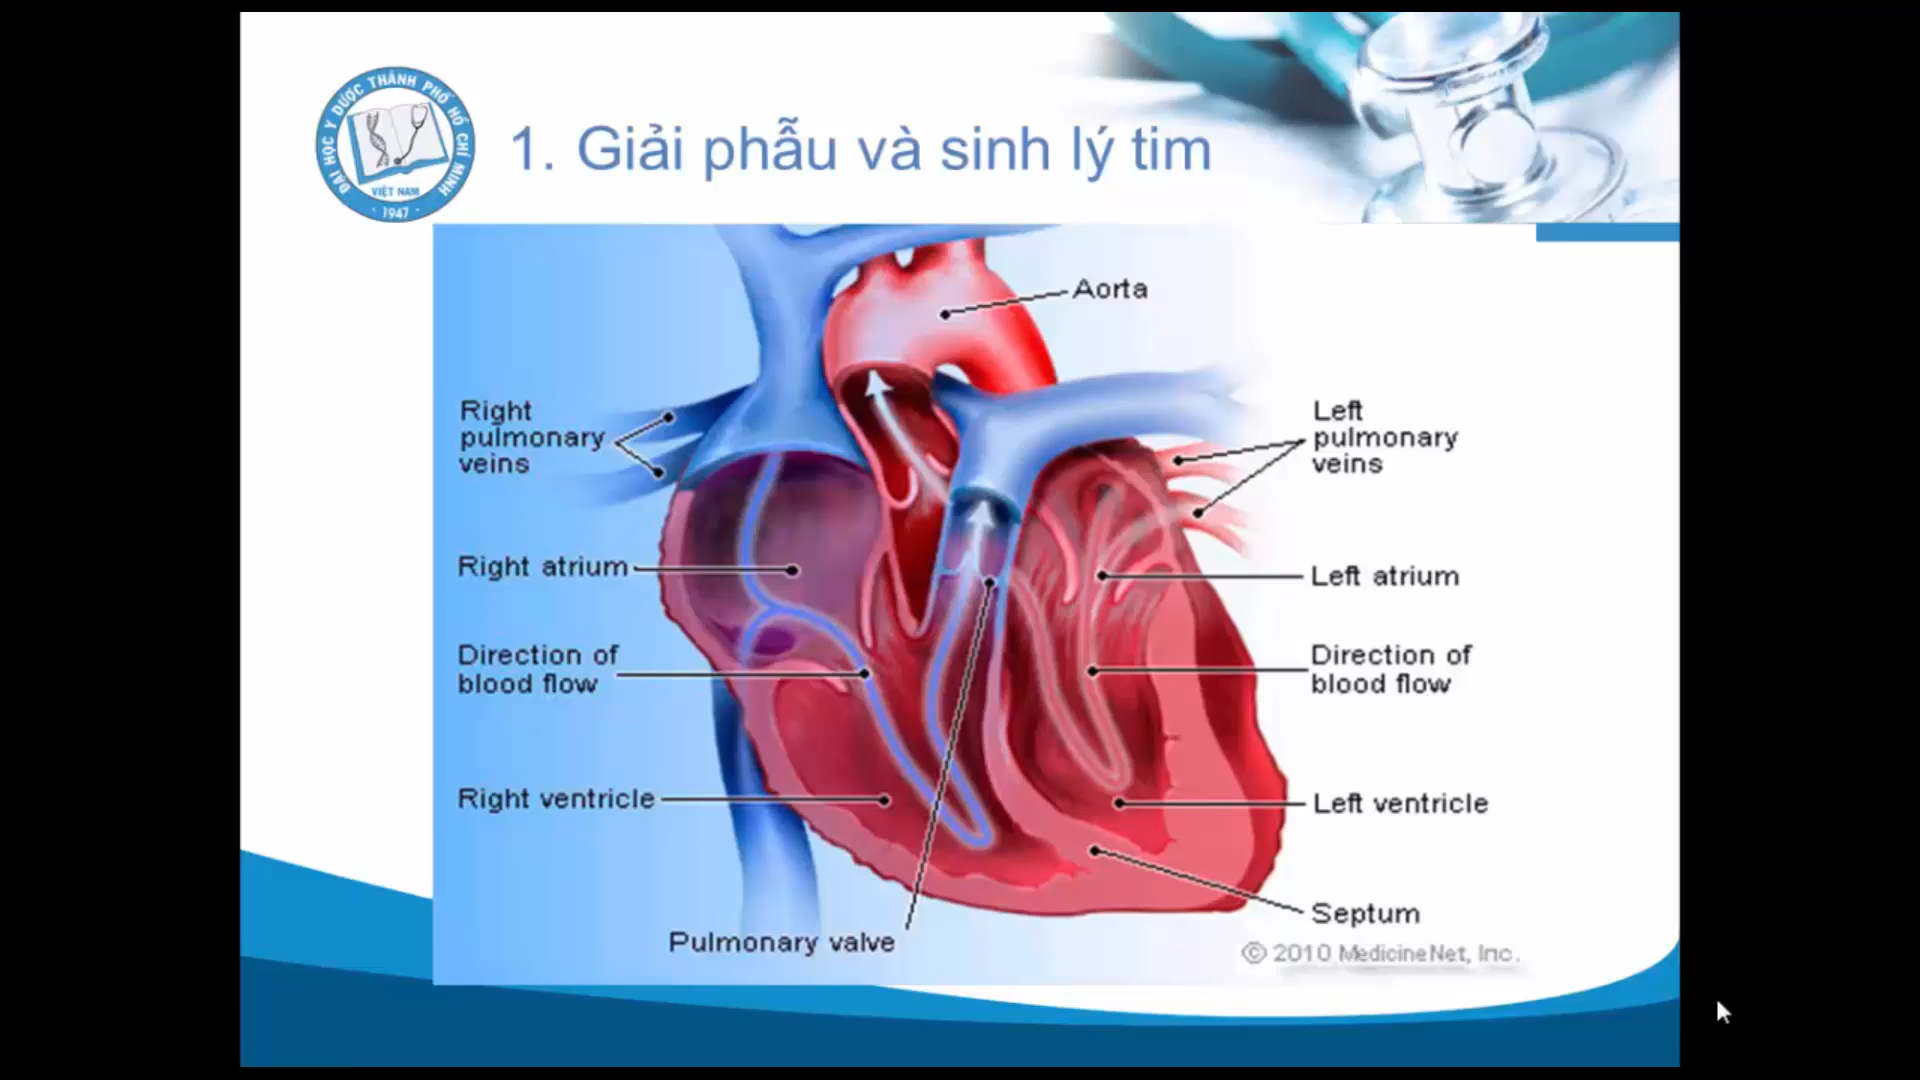 ĐẠI HỌC Y DƯỢC THÀNH PHỐ HỒ CHÍ MINH
VIỆT NAM
· 1947 ·
1. Giải phẫu và sinh lý tim
Aorta
Right
pulmonary
veins
Left
pulmonary
veins
Right atrium
Left atrium
Direction of
blood flow
Direction of
blood flow
Right ventricle
Left ventricle
Septum
Pulmonary valve
© 2010 MedicineNet, Inc.